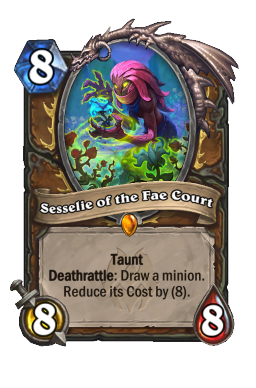 8
Sesselie of the Fae Court
Taunt
Deathrattle: Draw a minion.
Reduce its Cost by (8).
8 8